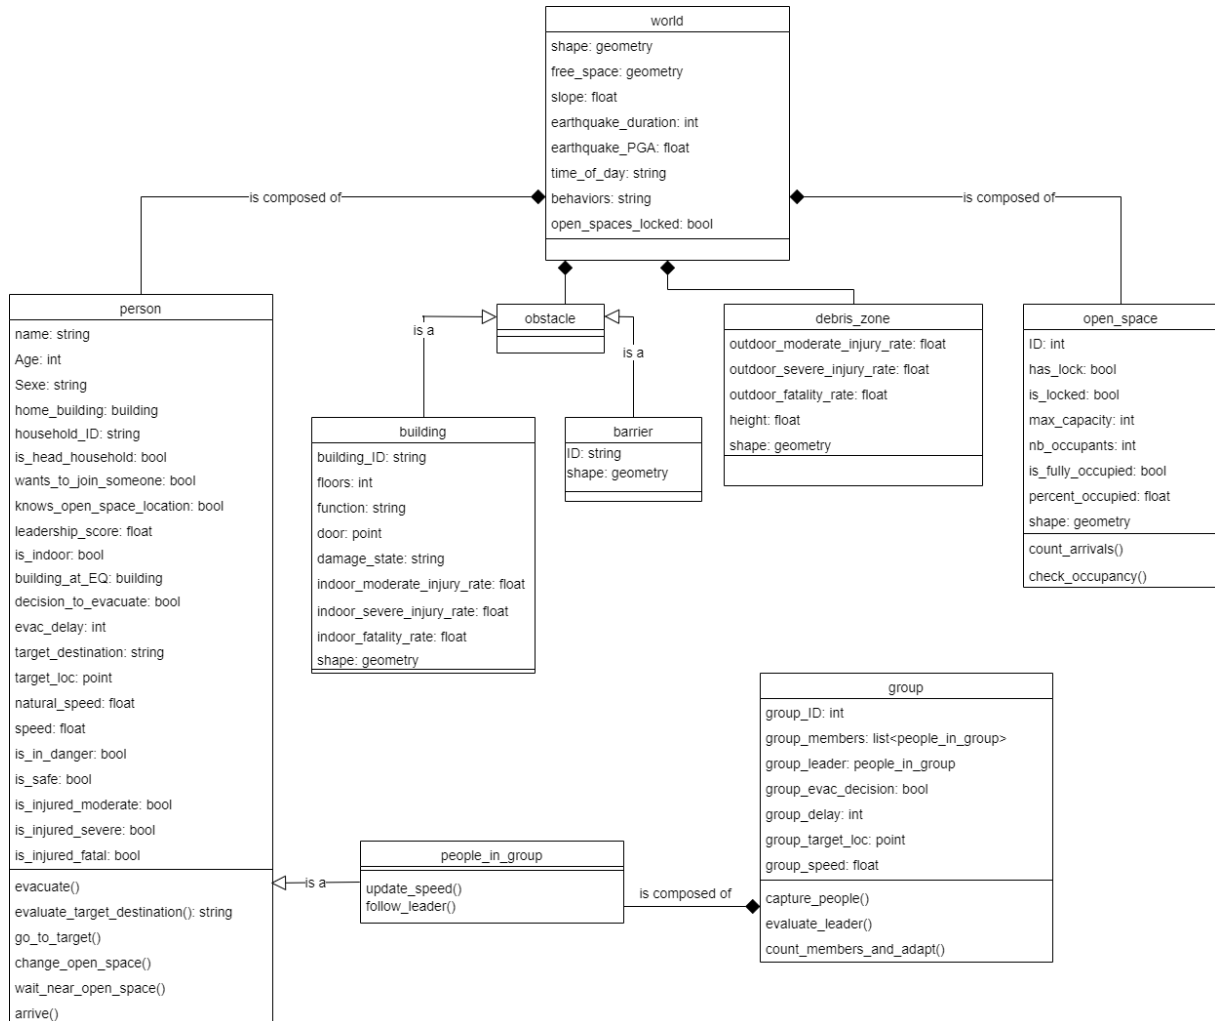 world
shape: geometry
free_space: geometry
slope: float
earthquake_duration: int
earthquake_PGA: float
time_of_day: string
behaviors: string
open_spaces_locked: bool
is composed of
is composed of
person
name: string
Age: int
Sexe: string
home_building: building
household_ID: string
is_head_household: bool
wants_to_join_someone: bool
knows_open_space_location: bool
leadership_score: float
is_indoor: bool
building_at_EQ: building
decision_to_evacuate: bool
evac_delay: int
target_destination: string
target_loc: point
natural_speed: float
speed: float
is_in_danger: bool
is_safe: bool
is_injured_moderate: bool
is_injured_severe: bool
is_injured_fatal: bool
evacuate()
evaluate_target_destination(): string
go_to_target()
change_open_space()
wait_near_open_space()
arrive()
obstacle
is a
is a
building
building_ID: string
floors: int
function: string
door: point
damage_state: string
indoor_moderate_injury_rate: float
indoor_severe_injury_rate: float
indoor_fatality_rate: float
shape: geometry
barrier
ID: string
shape: geometry
debris_zone
outdoor_moderate_injury_rate: float
outdoor_severe_injury_rate: float
outdoor_fatality_rate: float
height: float
shape: geometry
open_space
ID: int
has_lock: bool
is_locked: bool
max_capacity: int
nb_occupants: int
is_fully_occupied: bool
percent_occupied: float
shape: geometry
count_arrivals()
check_occupancy()
is a
people_in_group
update_speed()
follow_leader()
is composed of
group
group_ID: int
group_members: list<people_in_group>
group_leader: people_in_group
group_evac_decision: bool
group_delay: int
group_target_loc: point
group_speed: float
capture_people()
evaluate_leader()
count_members_and_adapt()